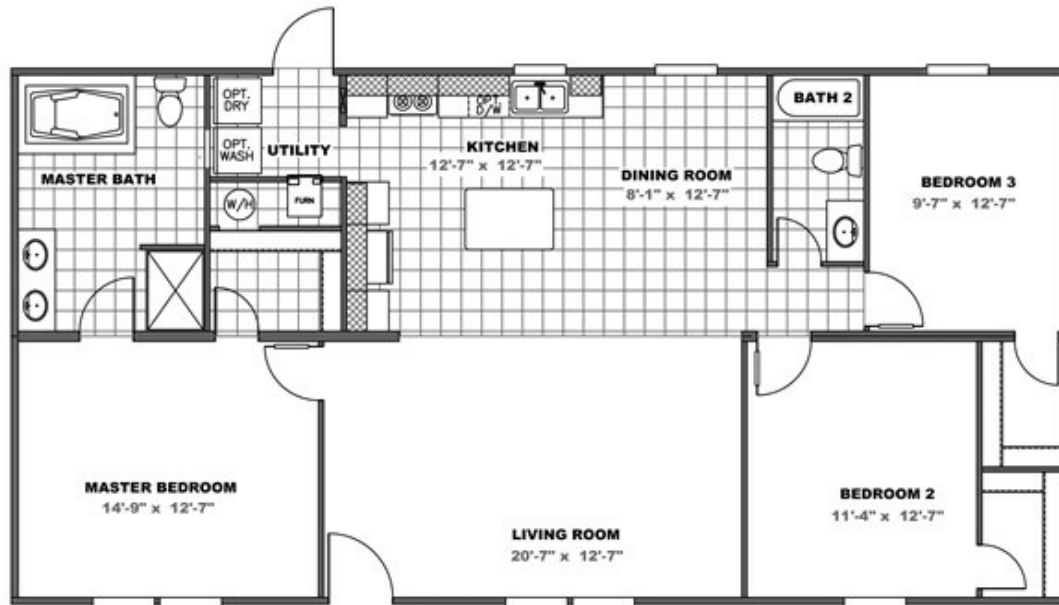 OPT.
DRY
OPT.
WASH
UTILITY
MASTER BATH
W/H
FURN
OPT.
D/W
KITCHEN
12'-7" x 12'-7"
DINING ROOM
8'-1" x 12'-7"
BATH 2
BEDROOM 3
9'-7" x 12'-7"
MASTER BEDROOM
14'-9" x 12'-7"
LIVING ROOM
20'-7" x 12'-7"
BEDROOM 2
11'-4" x 12'-7"